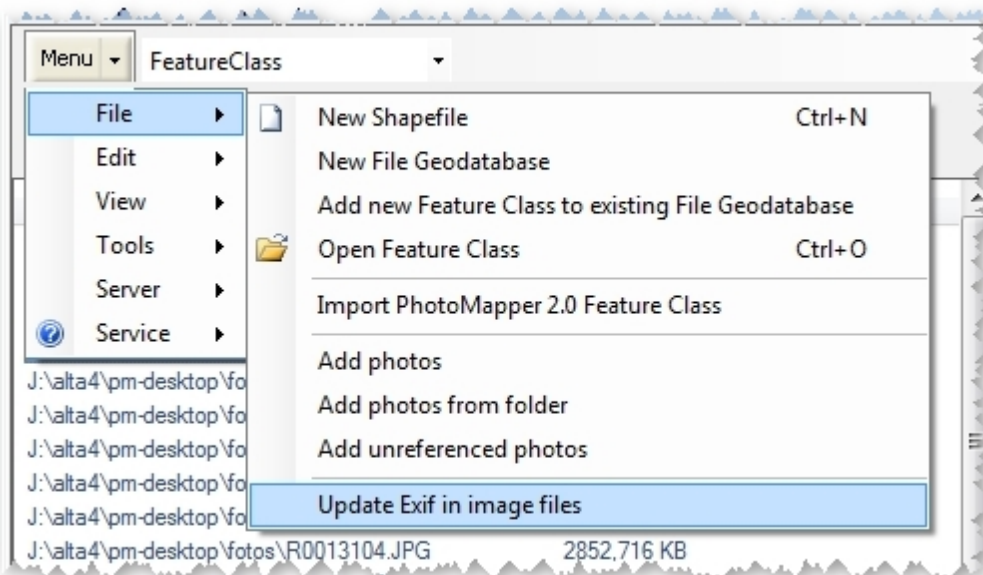 Menu FeatureClass
File
Edit
View
Tools
Server
Service
New Shapefile Ctrl+N
New File Geodatabase
Add new Feature Class to existing File Geodatabase
Open Feature Class Ctrl+O
Import PhotoMapper 2.0 Feature Class
Add photos
Add photos from folder
Add unreferenced photos
Update Exif in image files
J:\alta4\pm-desktop\fo
J:\alta4\pm-desktop\fo
J:\alta4\pm-desktop\fo
J:\alta4\pm-desktop\fo
J:\alta4\pm-desktop\fo
J:\alta4\pm-desktop\fotos\R0013104.JPG 2852,716 KB